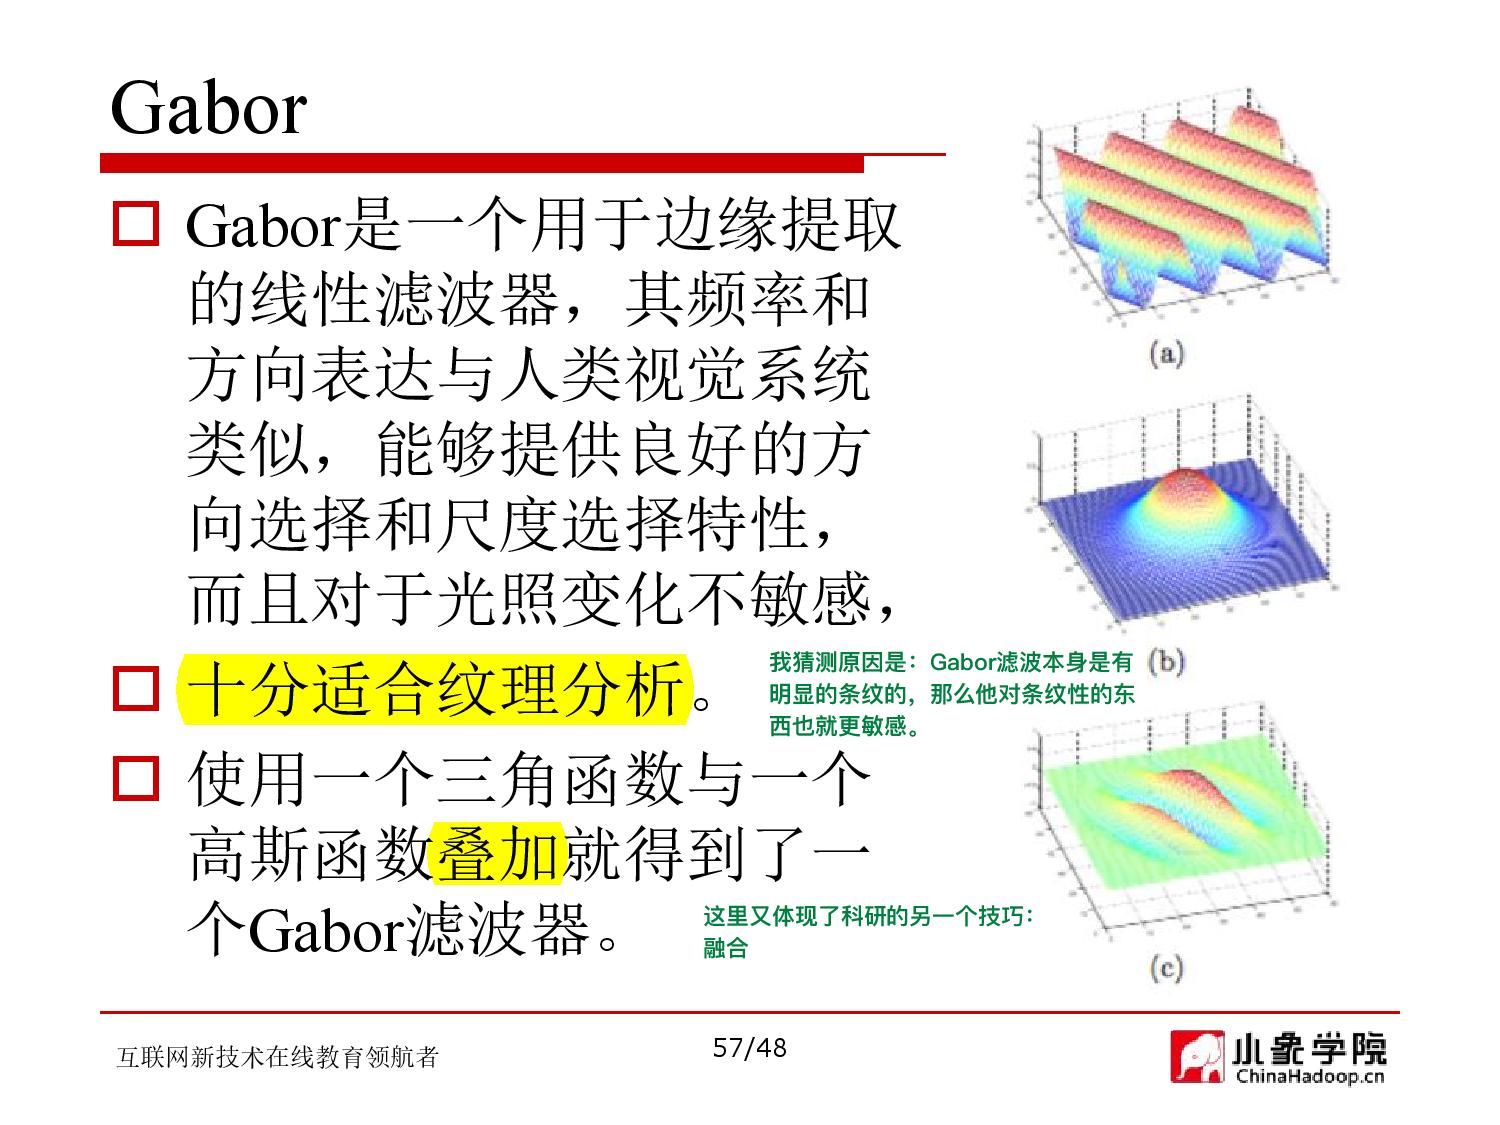 Gabor
Gabor是一个用于边缘提取
的线性滤波器，其频率和
方向表达与人类视觉系统
类似，能够提供良好的方
向选择和尺度选择特性，
而且对于光照变化不敏感，
十分适合纹理分析。
我猜测原因是：Gabor滤波本身是有
明显的条纹的，那么他对条纹性的东
西也就更敏感。
使用一个三角函数与一个
高斯函数叠加就得到了一
个Gabor滤波器。
这里又体现了科研的另一个技巧：
融合
(a)
(b)
(c)
互联网新技术在线教育领航者
57/48
小象学院
ChinaHadoop.cn